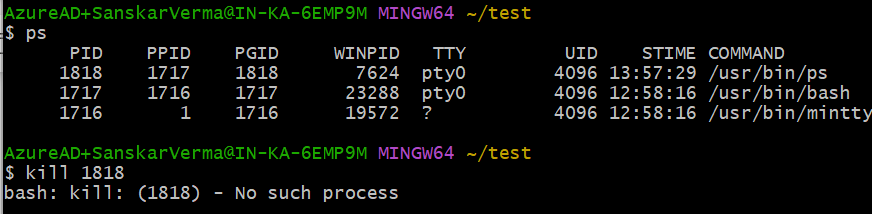 AzureAD+SanskarVerma@IN-KA-6EMP9M MINGW64 ~/test
$ ps
PID PPID PGID WINPID TTY UID STIME COMMAND
1818 1717 1818 7624 pty0 4096 13:57:29 /usr/bin/ps
1717 1716 1717 23288 pty0 4096 12:58:16 /usr/bin/bash
1716 1 1716 19572 ? 4096 12:58:16 /usr/bin/mintty
AzureAD+SanskarVerma@IN-KA-6EMP9M MINGW64 ~/test
$ kill 1818
bash: kill: (1818) - No such process